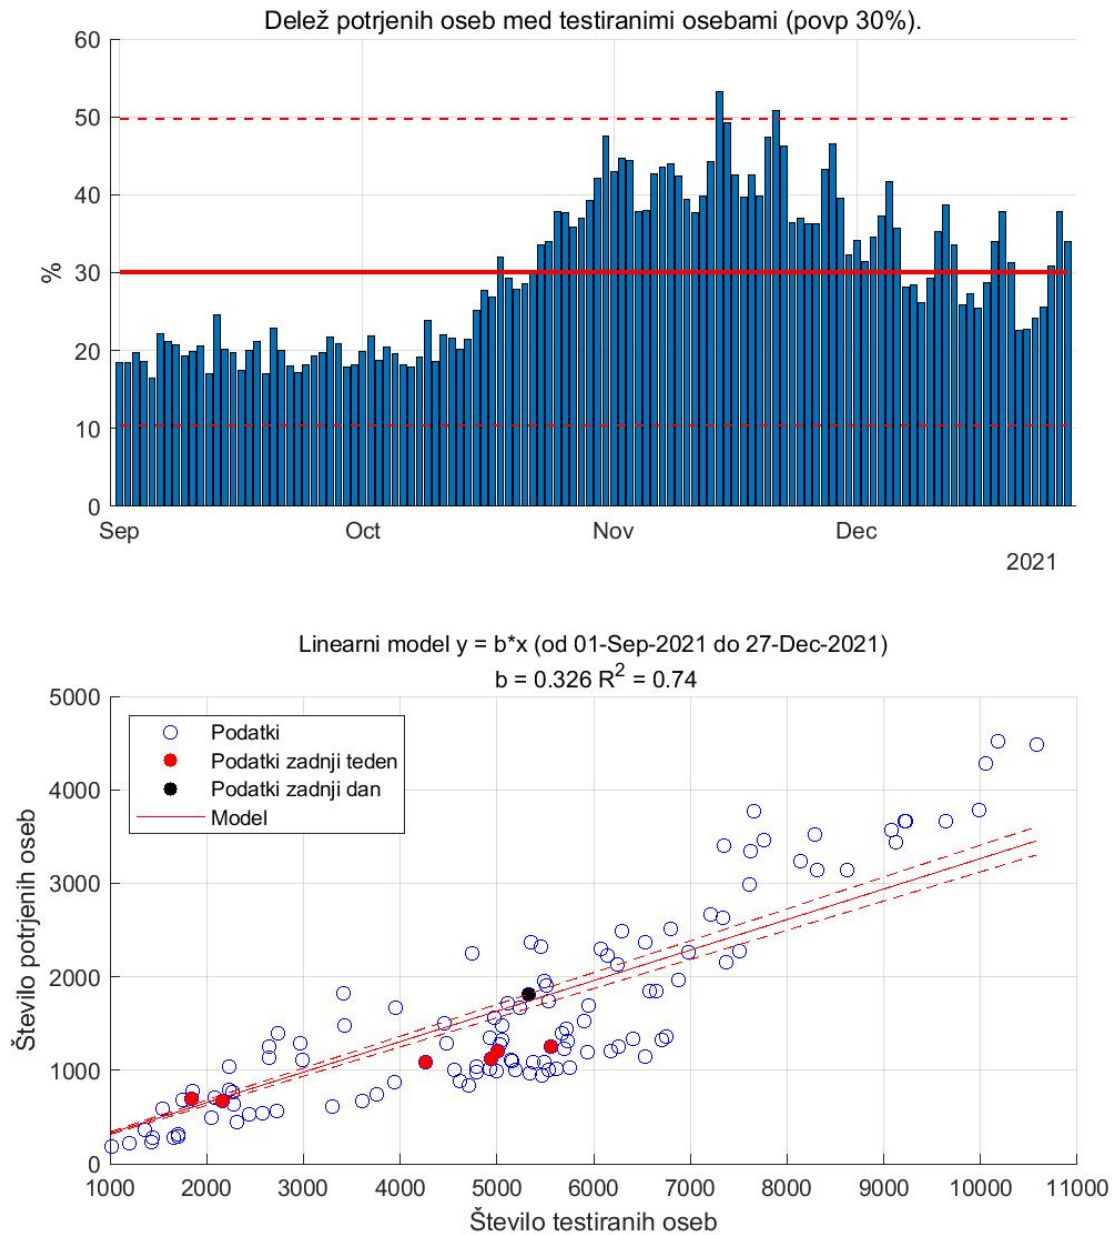 Delež potrjenih oseb med testiranimi osebami (povp 30%).
60
50
40
30
20
10
0
%
Sep Oct Nov Dec
2021
Linearni model y = b*x (od 01-Sep-2021 do 27-Dec-2021)
b = 0.326 R² = 0.74
5000
4000
3000
2000
1000
0
Število potrjenih oseb
Podatki
Podatki zadnji teden
Podatki zadnji dan
Model
1000 2000 3000 4000 5000 6000 7000 8000 9000 10000 11000
Število testiranih oseb